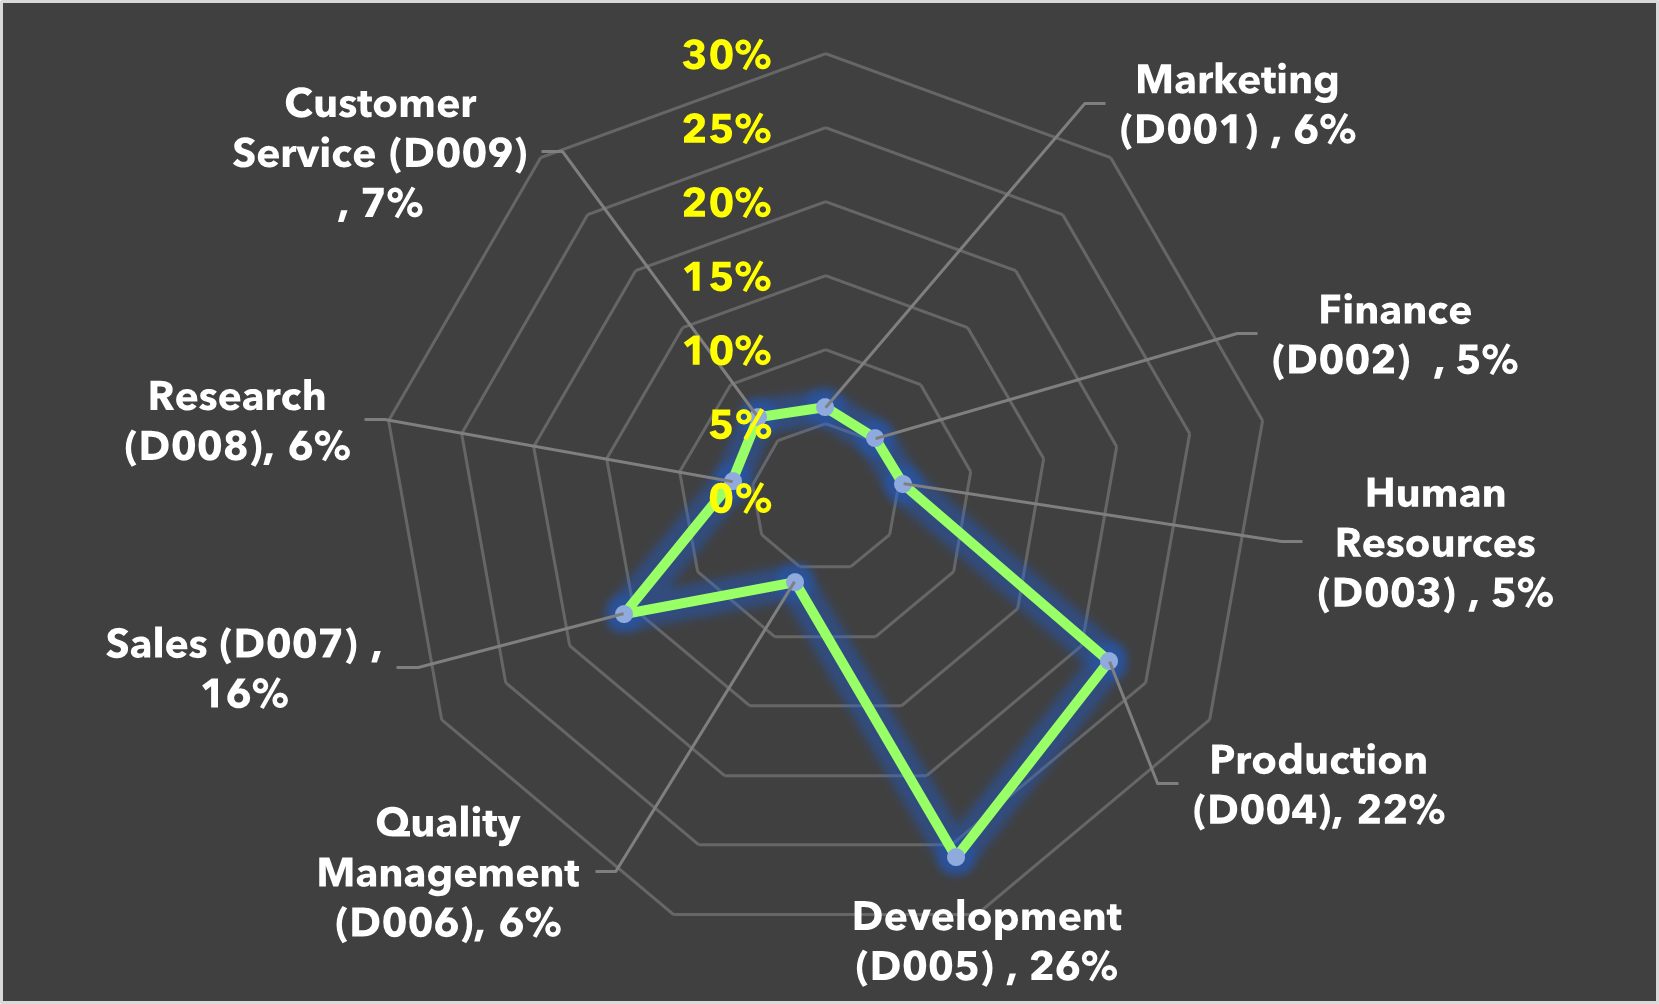 30%
25%
20%
15%
10%
5%
0%
Marketing
(D001) , 6%
Finance
(D002)  , 5%
Human
Resources
(D003) , 5%
Production
(D004), 22%
Development
(D005) , 26%
Quality
Management
(D006), 6%
Sales (D007) ,
16%
Research
(D008), 6%
Customer
Service (D009)
, 7%